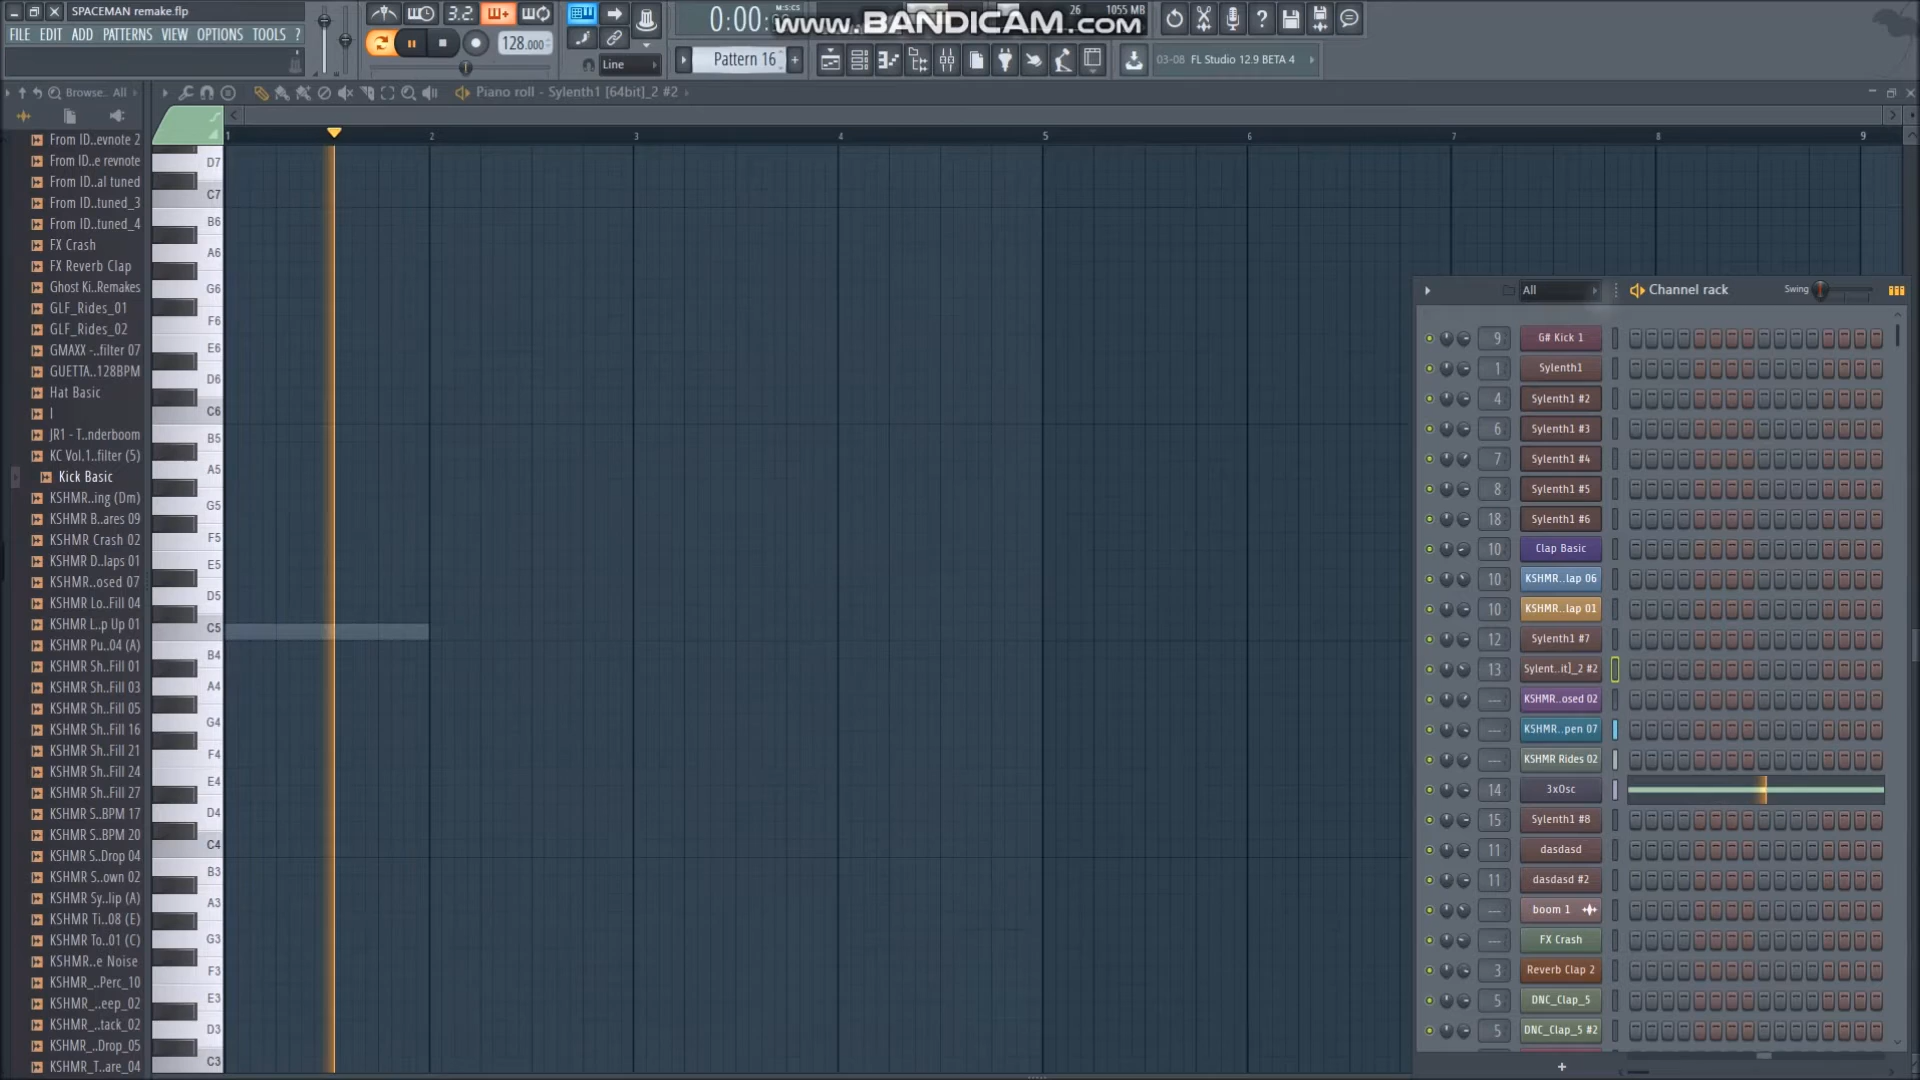 SPACEMAN remake.flp
FILE EDIT ADD PATTERNS VIEW OPTIONS TOOLS ?
3.2.
128.000
Line
0:00:
M:S:CS
26
1055 MB
www.BANDICAM.com
Pattern 16
03-08 FL Studio 12.9 BETA 4
Browse.. All
Piano roll - Sylenth1 [64bit]_2 #2
1 2 3 4 5 6 7 8 9
From ID..evnote 2
From ID..e revnote
From ID..al tuned
From ID..tuned_3
From ID..tuned_4
FX Crash
FX Reverb Clap
Ghost Ki..Remakes
GLF_Rides_01
GLF_Rides_02
GMAXX -..filter 07
GUETTA..128BPM
Hat Basic
I
JR1 - T..nderboom
KC Vol.1..filter (5)
Kick Basic
KSHMR..ing (Dm)
KSHMR B..ares 09
KSHMR Crash 02
KSHMR D..laps 01
KSHMR..osed 07
KSHMR Lo..Fill 04
KSHMR L..p Up 01
KSHMR Pu..04 (A)
KSHMR Sh..Fill 01
KSHMR Sh..Fill 03
KSHMR Sh..Fill 05
KSHMR Sh..Fill 16
KSHMR Sh..Fill 21
KSHMR Sh..Fill 24
KSHMR Sh..Fill 27
KSHMR S..BPM 17
KSHMR S..BPM 20
KSHMR S..Drop 04
KSHMR S..own 02
KSHMR Sy..lip (A)
KSHMR Ti..08 (E)
KSHMR To..01 (C)
KSHMR..e Noise
KSHMR_..Perc_10
KSHMR_..eep_02
KSHMR_..tack_02
KSHMR_..Drop_05
KSHMR_T..are_04
D7
C7
B6
A6
G6
F6
E6
D6
C6
B5
A5
G5
F5
E5
D5
C5
B4
A4
G4
F4
E4
D4
C4
B3
A3
G3
F3
E3
D3
C3
All
Channel rack
Swing
9 G# Kick 1
1 Sylenth1
4 Sylenth1 #2
6 Sylenth1 #3
7 Sylenth1 #4
8 Sylenth1 #5
18 Sylenth1 #6
10 Clap Basic
10 KSHMR..lap 06
10 KSHMR..lap 01
12 Sylenth1 #7
13 Sylent..it]_2 #2
--- KSHMR..osed 02
--- KSHMR..pen 07
--- KSHMR Rides 02
14 3xOsc
15 Sylenth1 #8
11 dasdasd
11 dasdasd #2
--- boom 1
--- FX Crash
3 Reverb Clap 2
5 DNC_Clap_5
5 DNC_Clap_5 #2